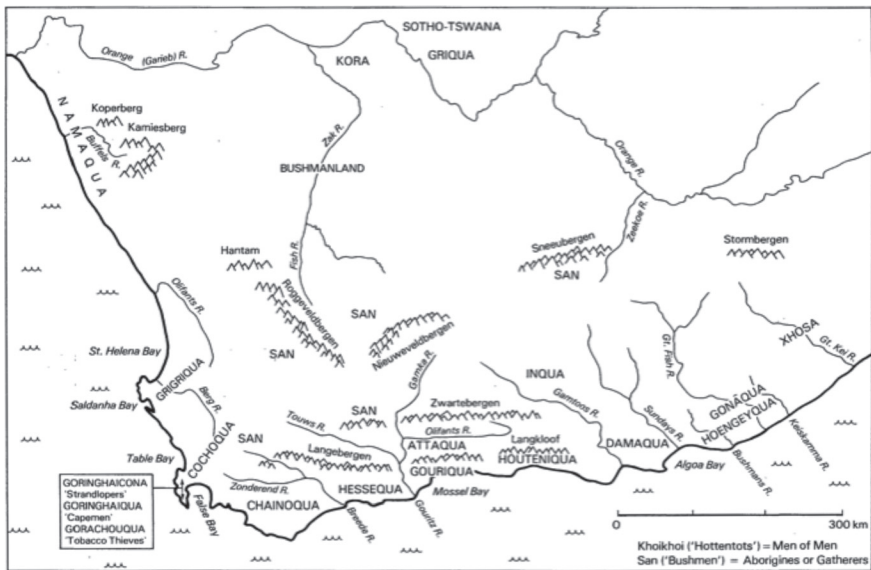 SOTHO-TSWANA
KORA
GRIQUA
Orange (Garieb) R.
NAMAQUA
Koperberg
Kamiesberg
Buffels R.
Zak R.
BUSHMANLAND
Orange R.
Zeekoe R.
Sneeubergen
SAN
Stormbergen
Hantam
Fish R.
Roggeveldbergen
SAN
SAN
Nieuweveldbergen
Olifants R.
St. Helena Bay
GRIGRIQUA
Saldanha Bay
Berg R.
Gamka R.
INQUA
Gt. Fish R.
XHOSA
Gt. Kei R.
Zwartebergen
Gamtoos R.
Sundays R.
GONAQUA
HOENGEYQUA
Keiskamma R.
SAN
Touws R.
SAN
Olifants R.
ATTAQUA
Langkloof
DAMAQUA
Table Bay
COCHOQUA
Langebergen
GOURIQUA
HOUTENIQUA
Algoa Bay
Bushmans R.
GORINGHAICONA
'Strandlopers'
GORINGHAIQUA
'Capemen'
GORACHOUQUA
'Tobacco Thieves'
False Bay
Zonderend R.
CHAINOQUA
HESSEQUA
Mossel Bay
Breede R.
Gouritz R.
0 300 km
Khoikhoi ('Hottentots') = Men of Men
San ('Bushmen') = Aborigines or Gatherers